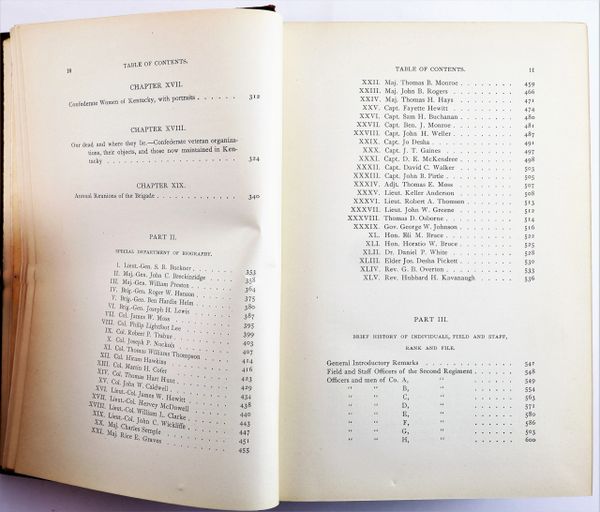 10
TABLE OF CONTENTS.
CHAPTER XVII.
Confederate Women of Kentucky, with portraits . . . . . . 312
CHAPTER XVIII.
Our dead and where they lie.—Confederate veteran organiza-
tions, their objects, and those now maintained in Ken-
tucky . . . . . . . . . . . . . . . . . . 324
CHAPTER XIX.
Annual Reunions of the Brigade . . . . . . . . . . . 340
PART II.
SPECIAL DEPARTMENT OF BIOGRAPHY.
I. Lieut.-Gen. S. B. Buckner . . . . . . . 353
II. Maj.-Gen. John C. Breckinridge . . . . . . 358
III. Maj.-Gen. William Preston . . . . . . . 364
IV. Brig.-Gen. Roger W. Hanson . . . . . . . 375
V. Brig.-Gen. Ben Hardin Helm . . . . . . . 380
VI. Brig.-Gen. Joseph H. Lewis . . . . . . . 387
VII. Col. James W. Moss . . . . . . . 395
VIII. Col. Philip Lightfoot Lee . . . . . . . 399
IX. Col. Robert P. Trabue . . . . . . . 403
X. Col. Joseph P. Nuckols . . . . . . . 407
XI. Col. Thomas Williams Thompson . . . . . . 414
XII. Col. Hiram Hawkins . . . . . . . 416
XIII. Col. Martin H. Cofer . . . . . . . 421
XIV. Col. Thomas Hart Hunt . . . . . . . 429
XV. Col. John W. Caldwell . . . . . . . 434
XVI. Lieut.-Col. James W. Hewitt . . . . . . . 438
XVII. Lieut.-Col. Hervey McDowell . . . . . . . 440
XVIII. Lieut.-Col. William L. Clarke . . . . . . . 443
XIX. Lieut.-Col. John C. Wickliffe . . . . . . . 447
XX. Maj. Charles Semple . . . . . . . 451
XXI. Maj. Rice E. Graves . . . . . . . 455
TABLE OF CONTENTS.
11
XXII. Maj. Thomas B. Monroe . . . . . . . . 459
XXIII. Maj. John B. Rogers . . . . . . . . 466
XXIV. Maj. Thomas H. Hays . . . . . . . . 471
XXV. Capt. Fayette Hewitt . . . . . . . . 474
XXVI. Capt. Sam H. Buchanan . . . . . . . . 480
XXVII. Capt. Ben. J. Monroe . . . . . . . . 481
XXVIII. Capt. John H. Weller . . . . . . . . 487
XXIX. Capt. Jo Desha . . . . . . . . 491
XXX. Capt. J. T. Gaines . . . . . . . . 497
XXXI. Capt. D. E. McKendree . . . . . . . . 498
XXXII. Capt. David C. Walker . . . . . . . . 503
XXXIII. Capt. John B. Pirtle . . . . . . . . 505
XXXIV. Adjt. Thomas E. Moss . . . . . . . . 507
XXXV. Lieut. Keller Anderson . . . . . . . . 508
XXXVI. Lieut. Robert A. Thomson . . . . . . . 513
XXXVII. Lieut. John W. Greene . . . . . . . . 512
XXXVIII. Thomas D. Osborne . . . . . . . . 514
XXXIX. Gov. George W. Johnson . . . . . . . . 516
XL. Hon. Eli M. Bruce . . . . . . . . 522
XLI. Hon. Horatio W. Bruce . . . . . . . . 525
XLII. Dr. Daniel P. White . . . . . . . . 528
XLIII. Elder Jos. Desha Pickett . . . . . . . . 530
XLIV. Rev. G. B. Overton . . . . . . . . 533
XLV. Rev. Hubbard H. Kavanaugh . . . . . . 536
PART III.
BRIEF HISTORY OF INDIVIDUALS, FIELD AND STAFF,
RANK AND FILE.
General Introductory Remarks . . . . . . . . . . . 541
Field and Staff Officers of the Second Regiment . . . . . . 548
Officers and men of Co. A, " . . . . . . 549
" " B, " . . . . . . 554
" " C, " . . . . . . 563
" " D, " . . . . . . 571
" " E, " . . . . . . 580
" " F, " . . . . . . 586
" " G, " . . . . . . 503
" " H, " . . . . . . 600